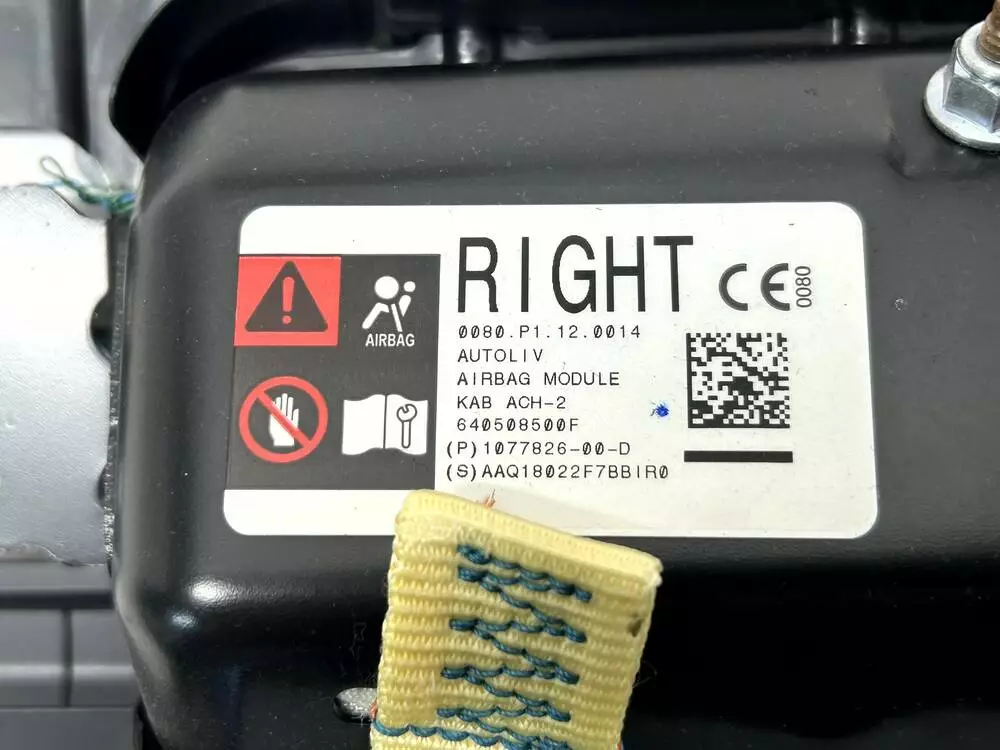 RIGHT
CE 0080
0080.P1.12.0014
AUTOLIV
AIRBAG MODULE
KAB ACH-2
640508500F
(P)1077826-00-D
(S)AAQ18022F7BBIR0
AIRBAG